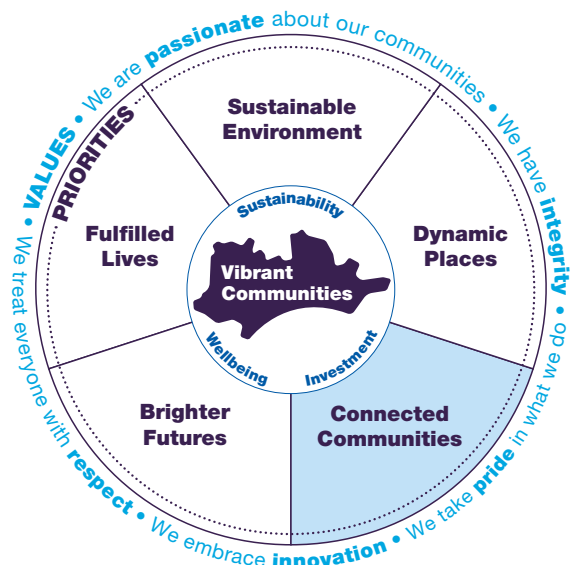 VALUES • We are passionate about our communities • We have integrity • We take pride in what we do • We embrace innovation • We treat everyone with respect •
PRIORITIES
Sustainable
Environment
Dynamic
Places
Connected
Communities
Brighter
Futures
Fulfilled
Lives
Sustainability
Vibrant
Communities
Investment
Wellbeing